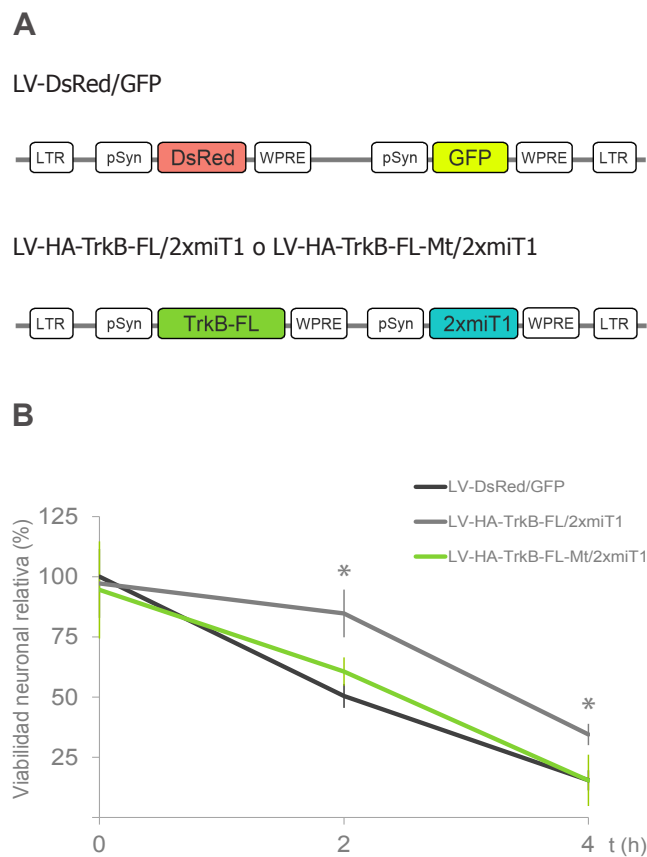 A
LV-DsRed/GFP
LTR pSyn DsRed WPRE pSyn GFP WPRE LTR
LV-HA-TrkB-FL/2xmiT1 o LV-HA-TrkB-FL-Mt/2xmiT1
LTR pSyn TrkB-FL WPRE pSyn 2xmiT1 WPRE LTR
B
Viabilidad neuronal relativa (%)
125
100
75
50
25
LV-DsRed/GFP
LV-HA-TrkB-FL/2xmiT1
LV-HA-TrkB-FL-Mt/2xmiT1
*
*
0 2 4 t (h)